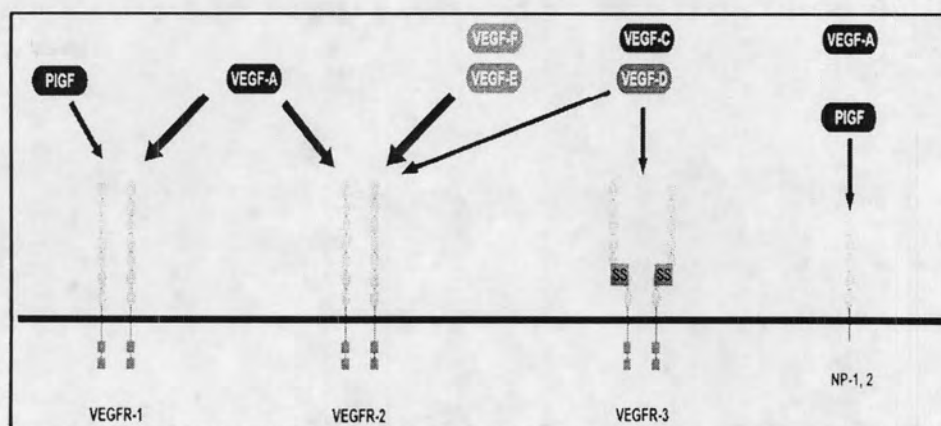 VEGF-F VEGF-C VEGF-A
PIGF VEGF-A VEGF-E VEGF-D
PIGF
SS SS
NP-1, 2
VEGFR-1 VEGFR-2 VEGFR-3